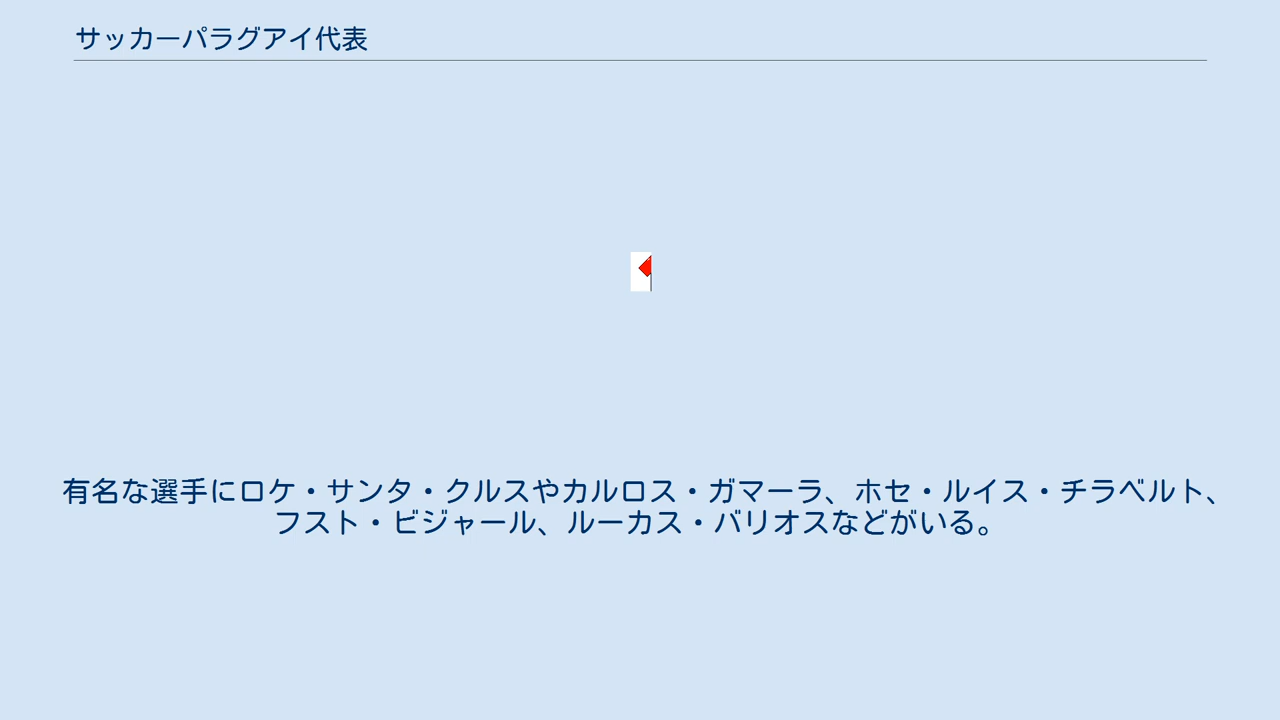 サッカーパラグアイ代表
有名な選手にロケ・サンタ・クルスやカルロス・ガマーラ、ホセ・ルイス・チラベルト、
フスト・ビジャール、ルーカス・バリオスなどがいる。